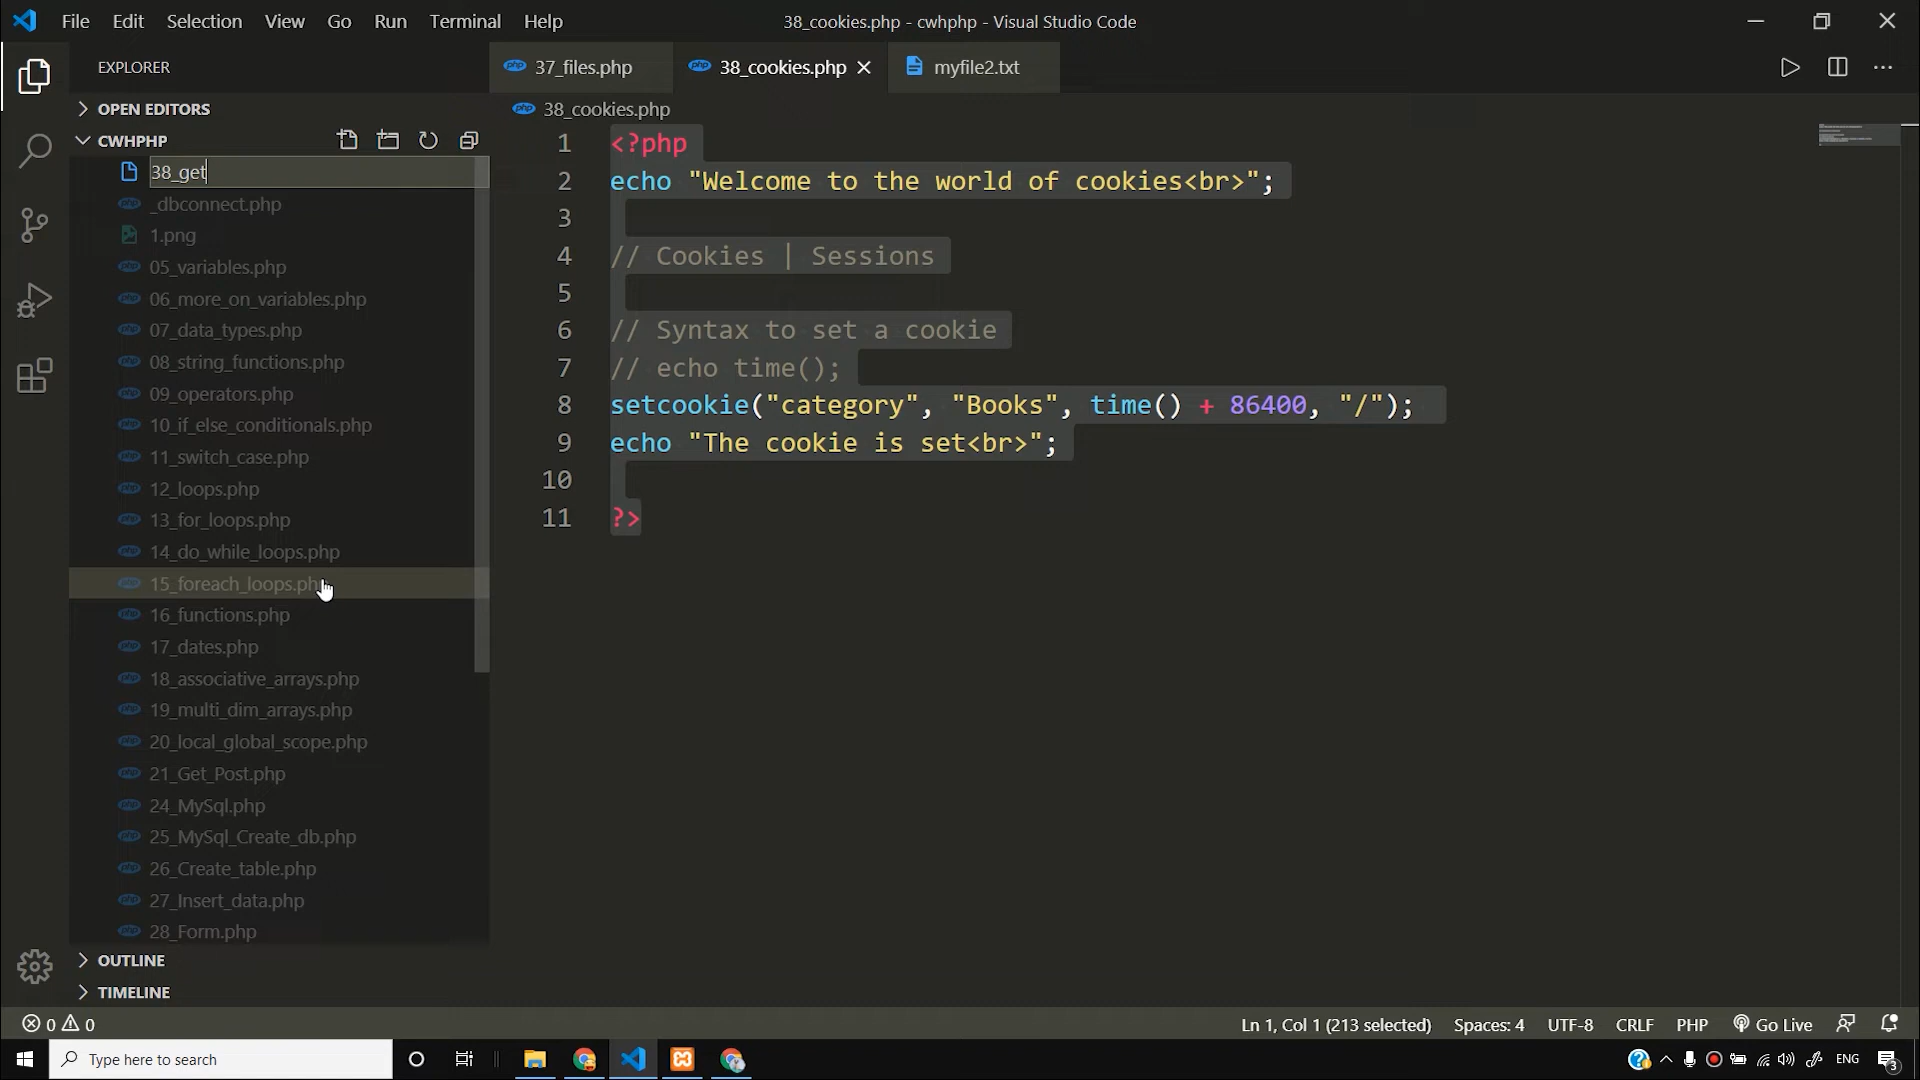 File Edit Selection View Go Run Terminal Help
38_cookies.php - cwhphp - Visual Studio Code
EXPLORER
OPEN EDITORS
CWHPHP
38_get
_dbconnect.php
1.png
05_variables.php
06_more_on_variables.php
07_data_types.php
08_string_functions.php
09_operators.php
10_if_else_conditionals.php
11_switch_case.php
12_loops.php
13_for_loops.php
14_do_while_loops.php
15_foreach_loops.php
16_functions.php
17_dates.php
18_associative_arrays.php
19_multi_dim_arrays.php
20_local_global_scope.php
21_Get_Post.php
24_MySql.php
25_MySql_Create_db.php
26_Create_table.php
27_Insert_data.php
28_Form.php
OUTLINE
TIMELINE
37_files.php 38_cookies.php myfile2.txt
38_cookies.php
1 <?php
2 echo "Welcome to the world of cookies<br>";
3
4 // Cookies | Sessions
5
6 // Syntax to set a cookie
7 // echo time();
8 setcookie("category", "Books", time() + 86400, "/");
9 echo "The cookie is set<br>";
10
11 ?>
0 0
Ln 1, Col 1 (213 selected) Spaces: 4 UTF-8 CRLF PHP Go Live
Type here to search
ENG
3